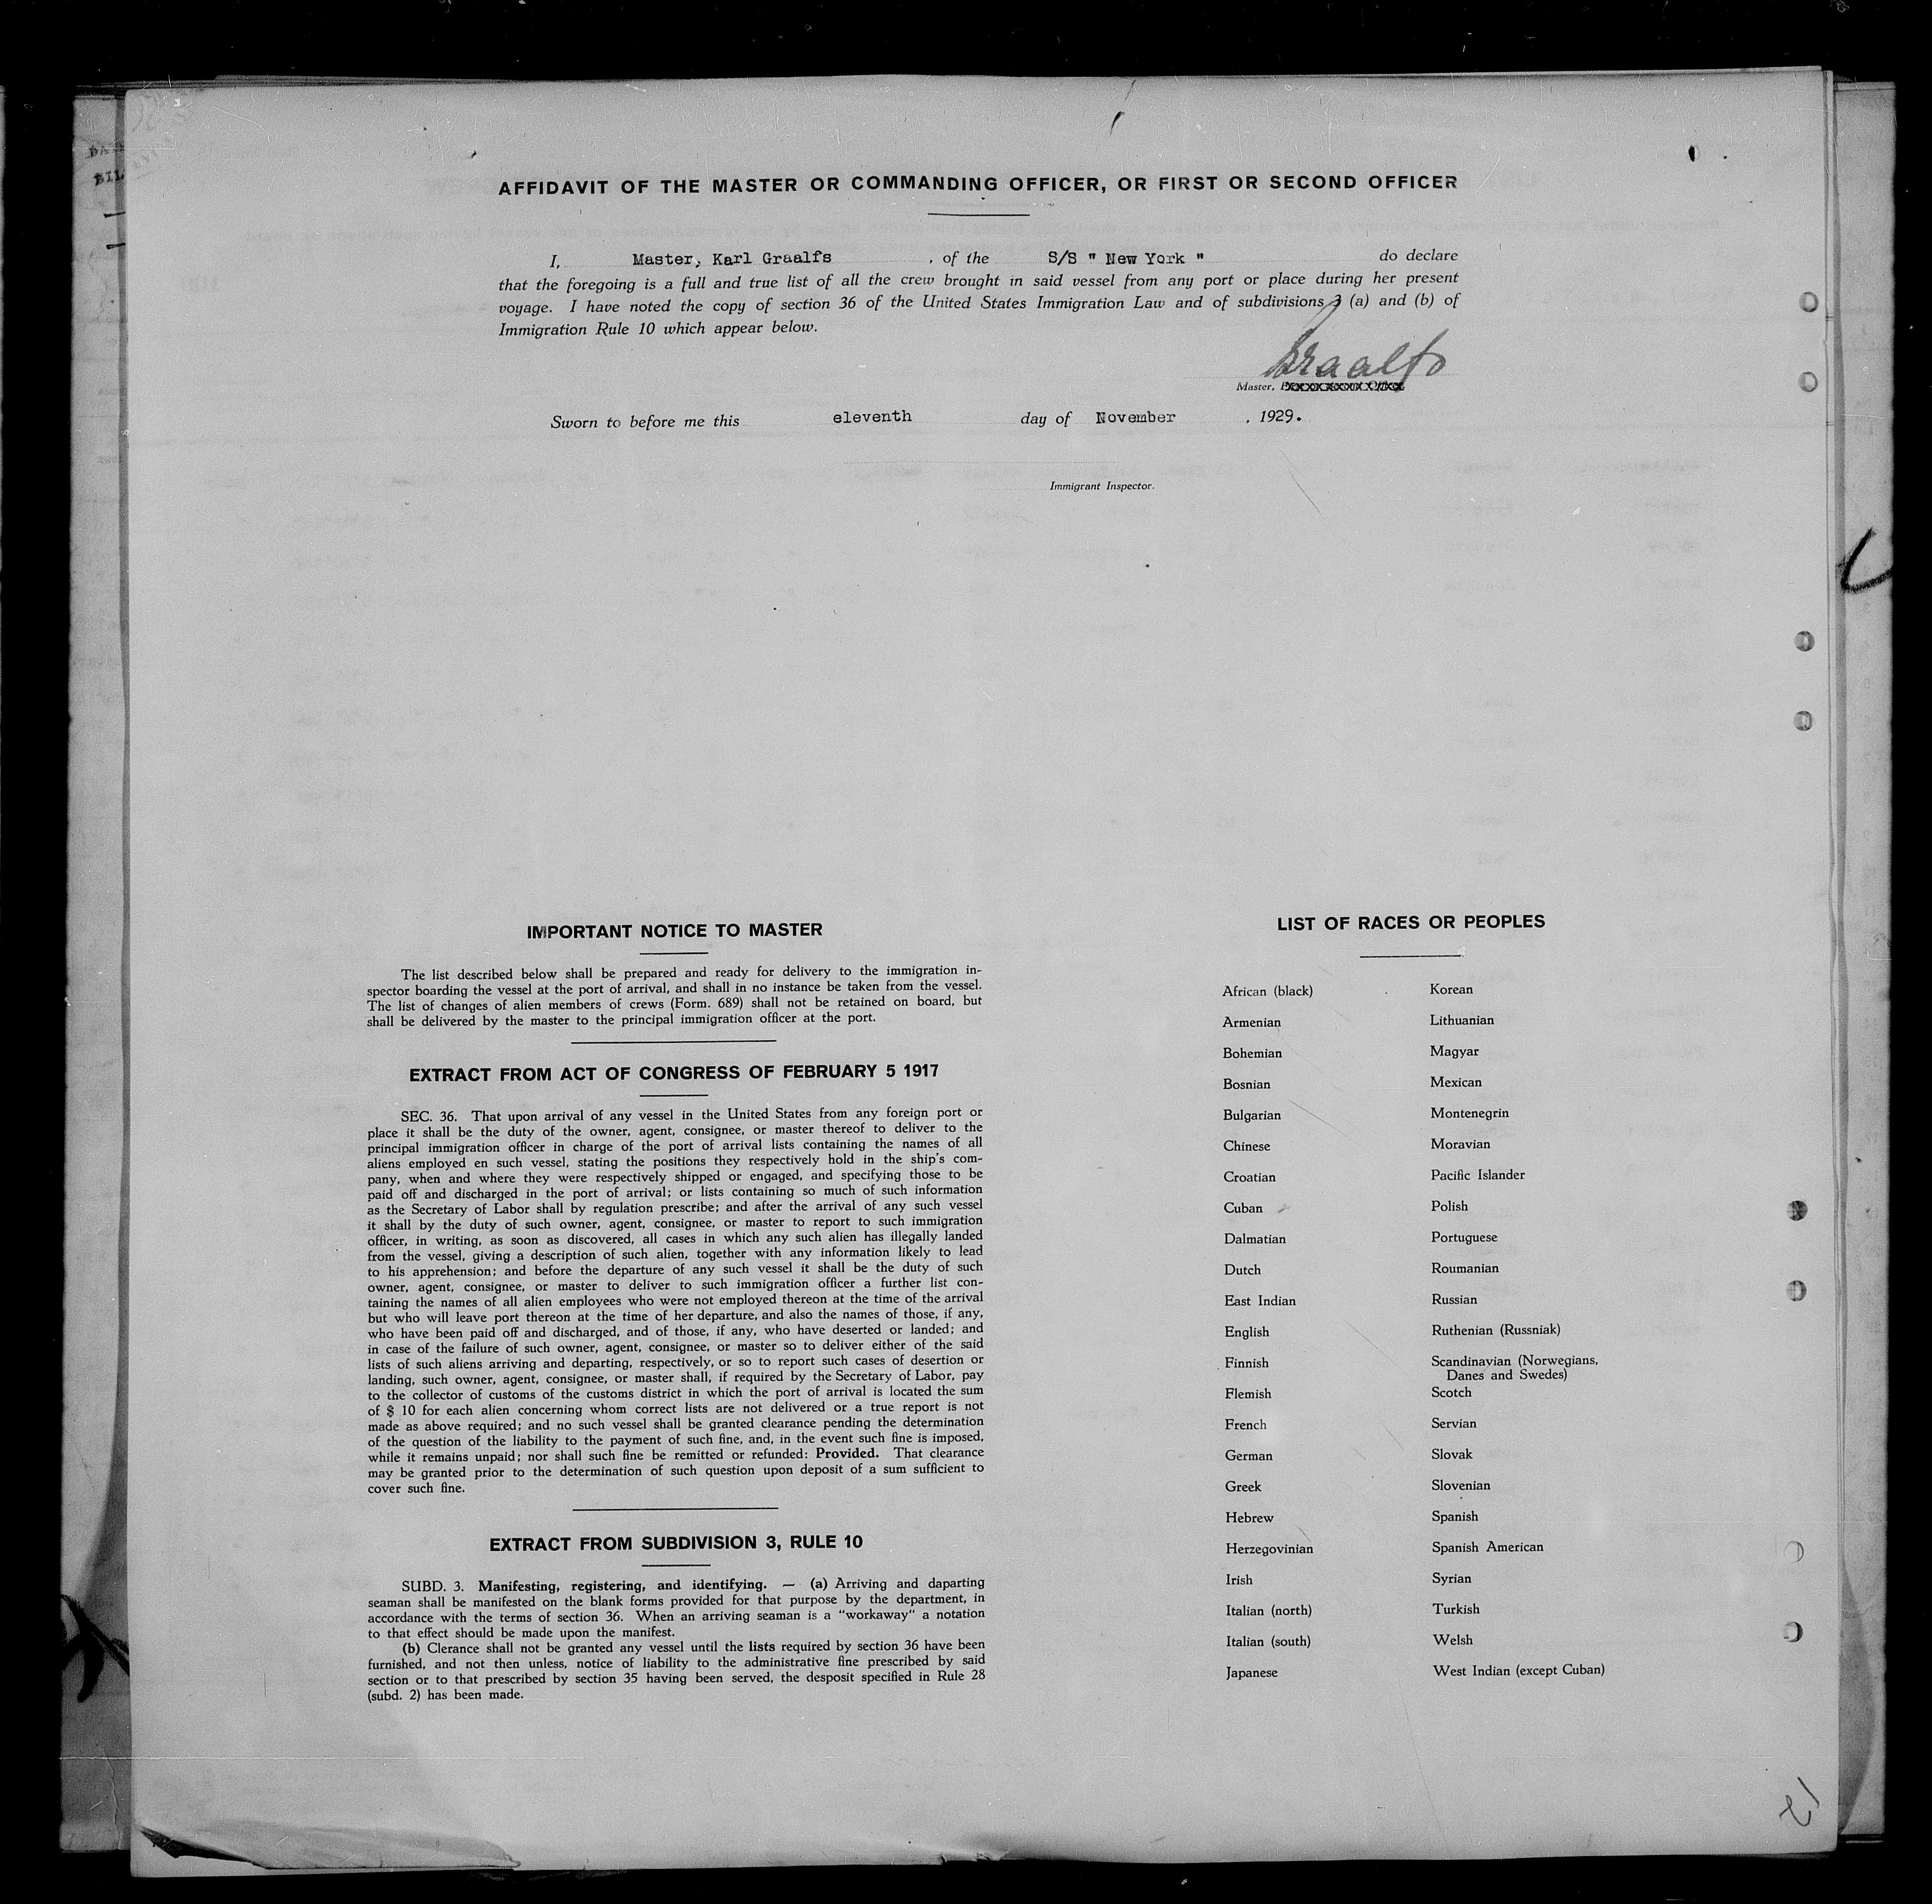 AFFIDAVIT OF THE MASTER OR COMMANDING OFFICER, OR FIRST OR SECOND OFFICER
I, Master, Karl Graalfs , of the S/S " New York " do declare
that the foregoing is a full and true list of all the crew brought in said vessel from any port or place during her present
voyage. I have noted the copy of section 36 of the United States Immigration Law and of subdivisions 3 (a) and (b) of
Immigration Rule 10 which appear below.
Graalfs
Master,
Sworn to before me this eleventh day of November , 1929.
Immigrant Inspector.
IMPORTANT NOTICE TO MASTER
The list described below shall be prepared and ready for delivery to the immigration in-
spector boarding the vessel at the port of arrival, and shall in no instance be taken from the vessel.
The list of changes of alien members of crews (Form. 689) shall not be retained on board, but
shall be delivered by the master to the principal immigration officer at the port.
EXTRACT FROM ACT OF CONGRESS OF FEBRUARY 5 1917
SEC. 36. That upon arrival of any vessel in the United States from any foreign port or
place it shall be the duty of the owner, agent, consignee, or master thereof to deliver to the
principal immigration officer in charge of the port of arrival lists containing the names of all
aliens employed en such vessel, stating the positions they respectively hold in the ship's com-
pany, when and where they were respectively shipped or engaged, and specifying those to be
paid off and discharged in the port of arrival; or lists containing so much of such information
as the Secretary of Labor shall by regulation prescribe; and after the arrival of any such vessel
it shall by the duty of such owner, agent, consignee, or master to report to such immigration
officer, in writing, as soon as discovered, all cases in which any such alien has illegally landed
from the vessel, giving a description of such alien, together with any information likely to lead
to his apprehension; and before the departure of any such vessel it shall be the duty of such
owner, agent, consignee, or master to deliver to such immigration officer a further list con-
taining the names of all alien employees who were not employed thereon at the time of the arrival
but who will leave port thereon at the time of her departure, and also the names of those, if any,
who have been paid off and discharged, and of those, if any, who have deserted or landed; and
in case of the failure of such owner, agent, consignee, or master so to deliver either of the said
lists of such aliens arriving and departing, respectively, or so to report such cases of desertion or
landing, such owner, agent, consignee, or master shall, if required by the Secretary of Labor, pay
to the collector of customs of the customs district in which the port of arrival is located the sum
of $ 10 for each alien concerning whom correct lists are not delivered or a true report is not
made as above required; and no such vessel shall be granted clearance pending the determination
of the question of the liability to the payment of such fine, and, in the event such fine is imposed,
while it remains unpaid; nor shall such fine be remitted or refunded: Provided. That clearance
may be granted prior to the determination of such question upon deposit of a sum sufficient to
cover such fine.
EXTRACT FROM SUBDIVISION 3, RULE 10
SUBD. 3. Manifesting, registering, and identifying. — (a) Arriving and daparting
seaman shall be manifested on the blank forms provided for that purpose by the department, in
accordance with the terms of section 36. When an arriving seaman is a "workaway" a notation
to that effect should be made upon the manifest.
(b) Clerance shall not be granted any vessel until the lists required by section 36 have been
furnished, and not then unless, notice of liability to the administrative fine prescribed by said
section or to that prescribed by section 35 having been served, the desposit specified in Rule 28
(subd. 2) has been made.
LIST OF RACES OR PEOPLES
African (black)
Armenian
Bohemian
Bosnian
Bulgarian
Chinese
Croatian
Cuban
Dalmatian
Dutch
East Indian
English
Finnish
Flemish
French
German
Greek
Hebrew
Herzegovinian
Irish
Italian (north)
Italian (south)
Japanese
Korean
Lithuanian
Magyar
Mexican
Montenegrin
Moravian
Pacific Islander
Polish
Portuguese
Roumanian
Russian
Ruthenian (Russniak)
Scandinavian (Norwegians,
Danes and Swedes)
Scotch
Servian
Slovak
Slovenian
Spanish
Spanish American
Syrian
Turkish
Welsh
West Indian (except Cuban)